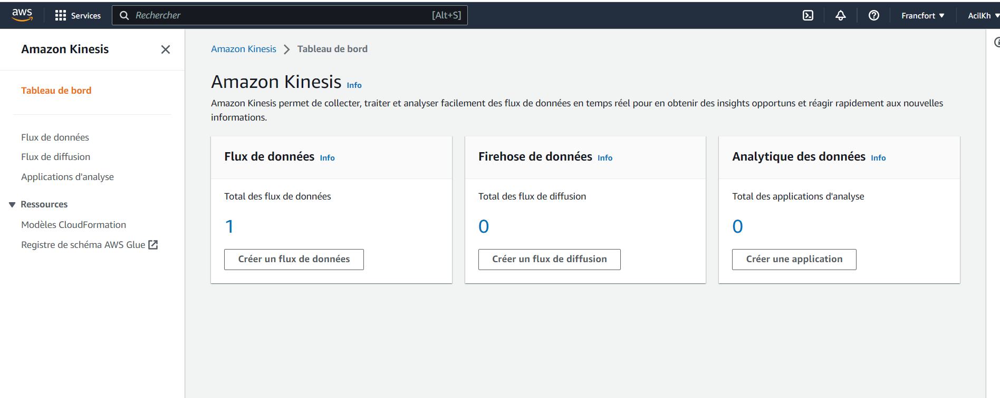 aws
Services
Rechercher
[Alt+S]
Francfort
AcilKh
Amazon Kinesis
Tableau de bord
Flux de données
Flux de diffusion
Applications d'analyse
Ressources
Modèles CloudFormation
Registre de schéma AWS Glue
Amazon Kinesis
Tableau de bord
Amazon Kinesis Info
Amazon Kinesis permet de collecter, traiter et analyser facilement des flux de données en temps réel pour en obtenir des insights opportuns et réagir rapidement aux nouvelles
informations.
Flux de données Info
Total des flux de données
1
Créer un flux de données
Firehose de données Info
Total des flux de diffusion
0
Créer un flux de diffusion
Analytique des données Info
Total des applications d'analyse
0
Créer une application